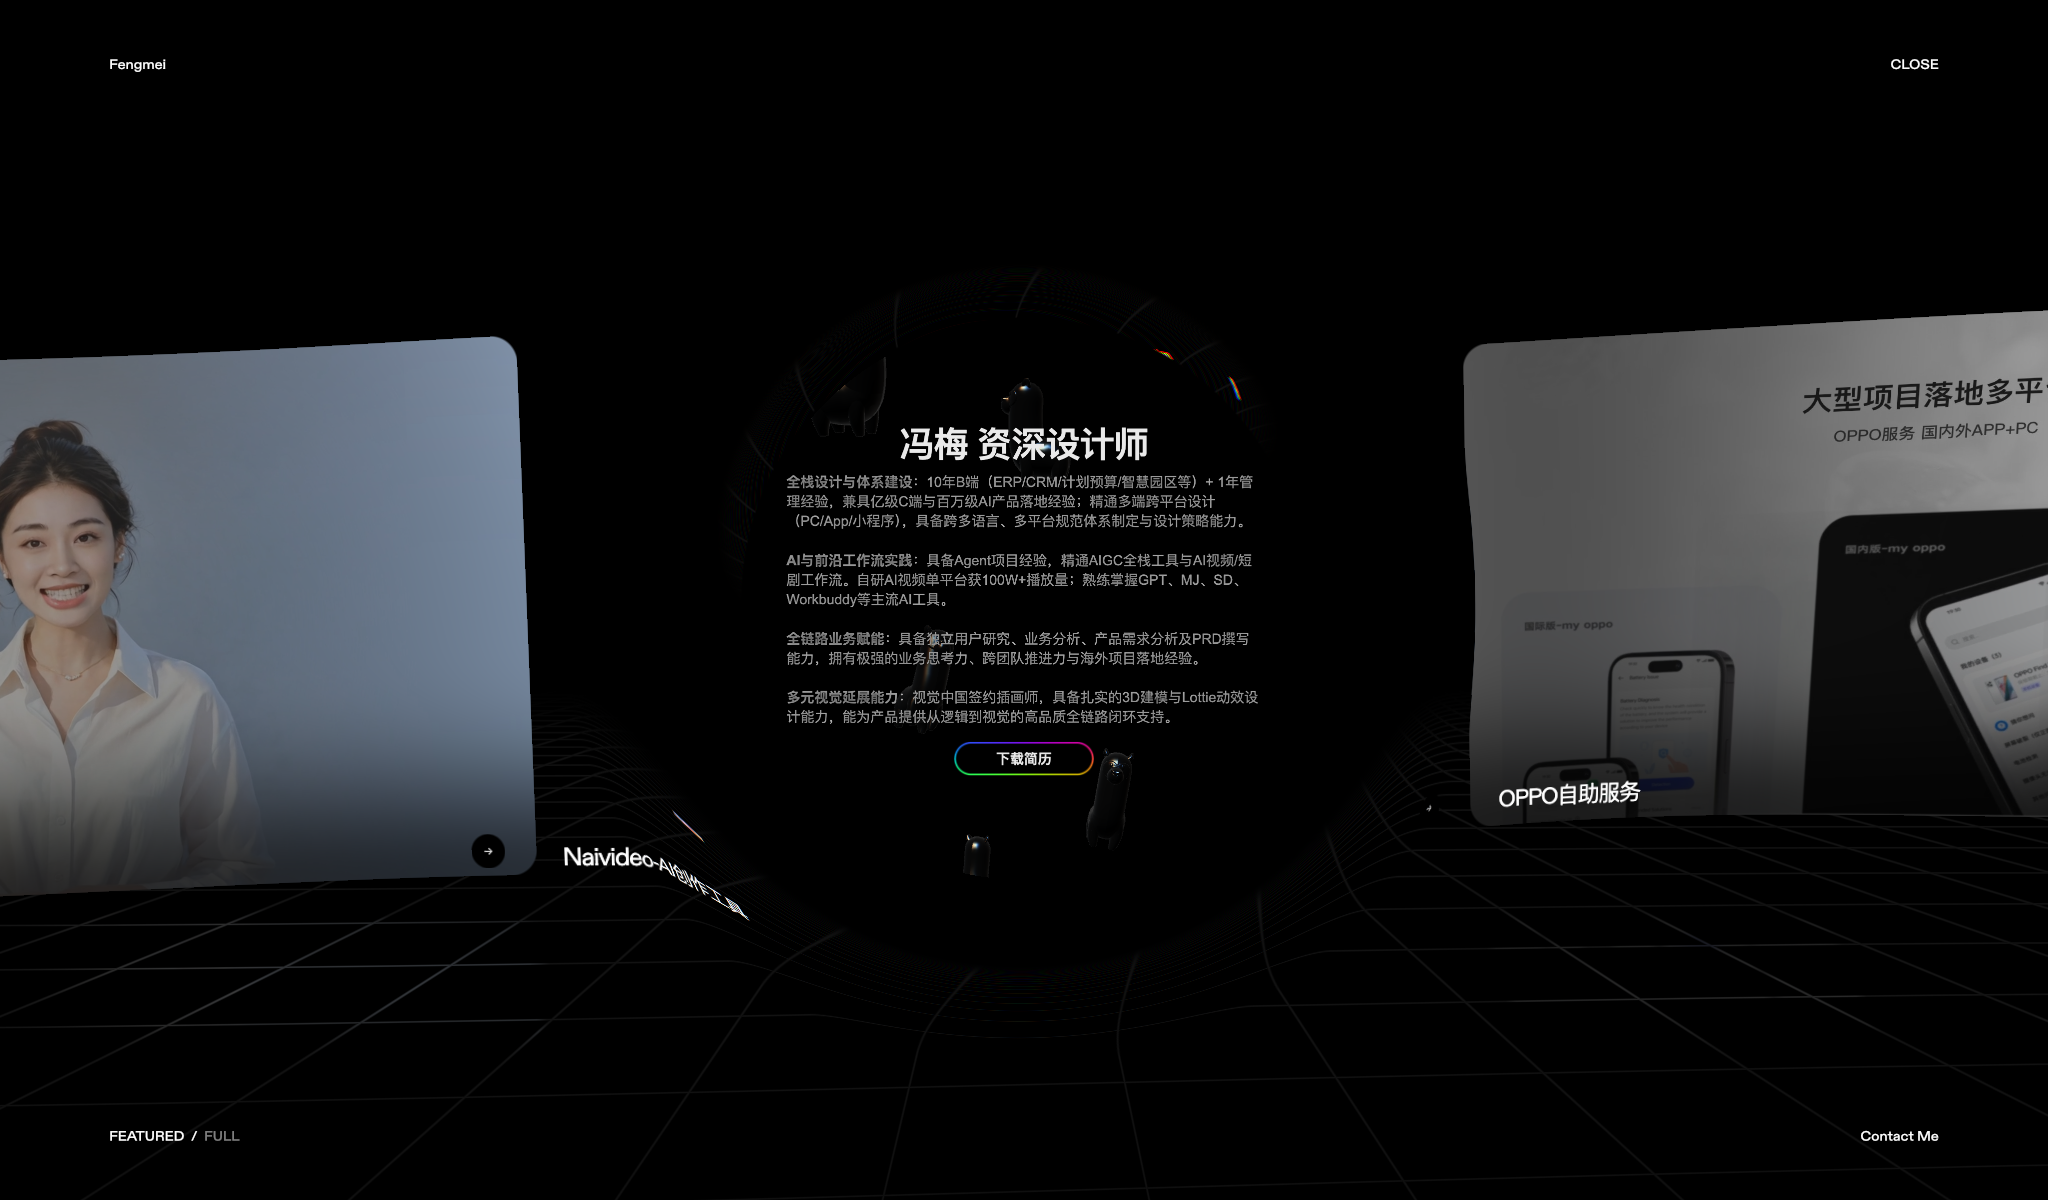 Fengmei
CLOSE
冯梅 资深设计师
全栈设计与体系建设：10年B端（ERP/CRM/计划预算/智慧园区等）+ 1年管
理经验，兼具亿级C端与百万级AI产品落地经验；精通多端跨平台设计
（PC/App/小程序），具备跨多语言、多平台规范体系制定与设计策略能力。
AI与前沿工作流实践：具备Agent项目经验，精通AIGC全栈工具与AI视频/短
剧工作流。自研AI视频单平台获100W+播放量；熟练掌握GPT、MJ、SD、
Workbuddy等主流AI工具。
全链路业务赋能：具备独立用户研究、业务分析、产品需求分析及PRD撰写
能力，拥有极强的业务思考力、跨团队推进力与海外项目落地经验。
多元视觉延展能力：视觉中国签约插画师，具备扎实的3D建模与Lottie动效设
计能力，能为产品提供从逻辑到视觉的高品质全链路闭环支持。
下载简历
Naivideo-AI创作工具
大型项目落地多平
OPPO服务 国内外APP+PC
国内版-my oppo
国际版-my oppo
OPPO自助服务
FEATURED / FULL
Contact Me